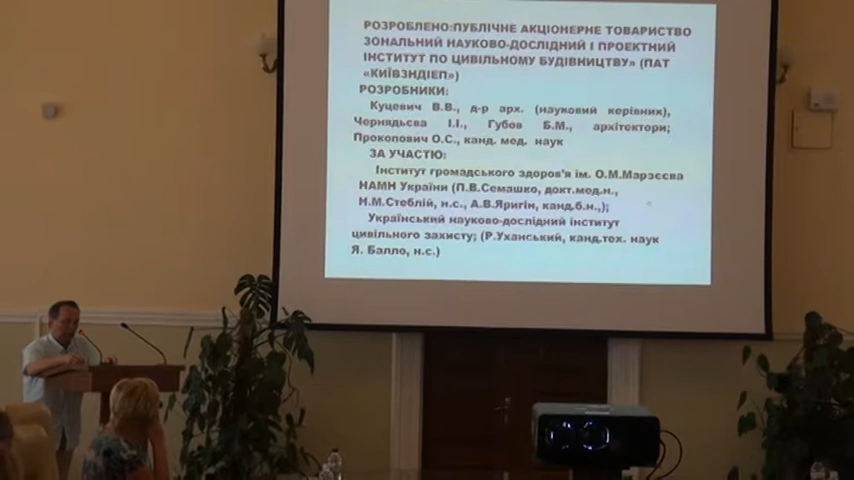 РОЗРОБЛЕНО:ПУБЛІЧНЕ АКЦІОНЕРНЕ ТОВАРИСТВО
ЗОНАЛЬНИЙ НАУКОВО-ДОСЛІДНИЙ І ПРОЕКТНИЙ
ІНСТИТУТ ПО ЦИВІЛЬНОМУ БУДІВНИЦТВУ» (ПАТ
«КИЇВЗНДІЕП»)
РОЗРОБНИКИ:
Куцевич В.В., д-р арх. (науковий керівник),
Чернядьєва І.І., Губов Б.М., архітектори;
Прокопович О.С., канд. мед. наук
ЗА УЧАСТЮ:
Інститут громадського здоров'я ім. О.М.Марзєєва
НАМН України (П.В.Семашко, докт.мед.н.,
Н.М.Стеблій, н.с., А.В.Яригін, канд.б.н.,);
Український науково-дослідний інститут
цивільного захисту; (Р.Уханський, канд.тех. наук
Я. Балло, н.с.)